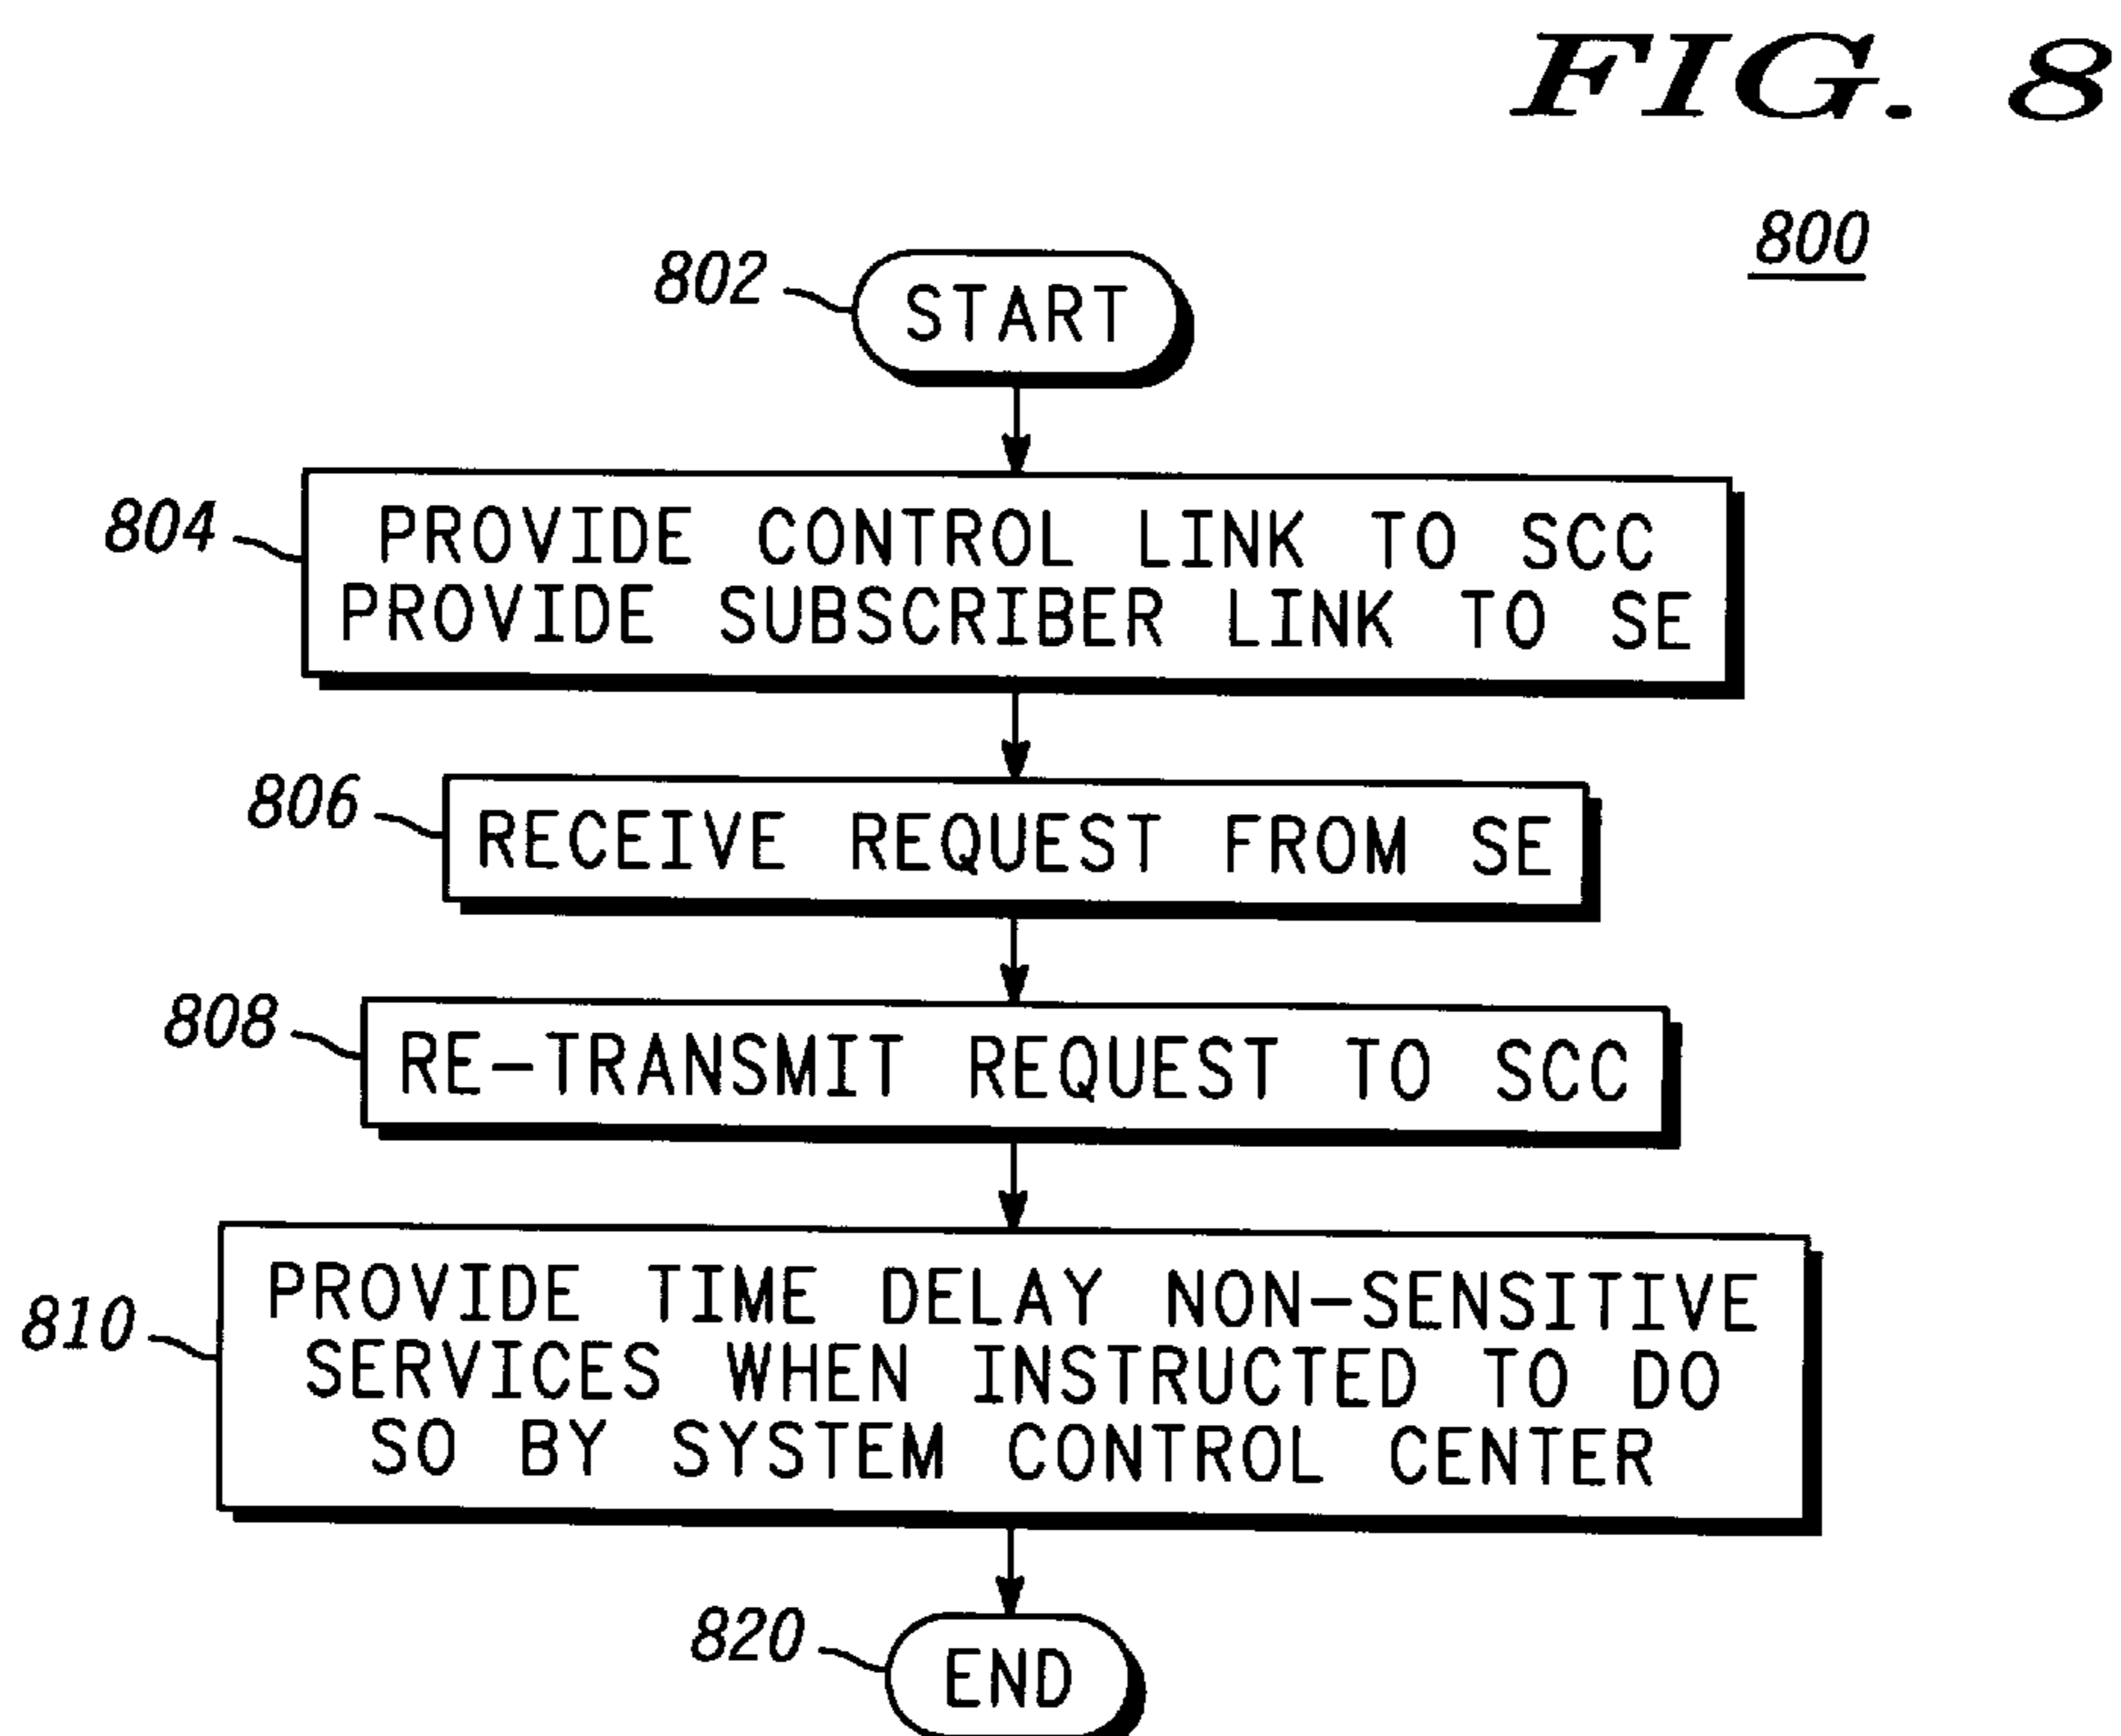 FIG. 8
800
802
START
804
PROVIDE CONTROL LINK TO SCC
PROVIDE SUBSCRIBER LINK TO SE
806
RECEIVE REQUEST FROM SE
808
RE-TRANSMIT REQUEST TO SCC
810
PROVIDE TIME DELAY NON-SENSITIVE
SERVICES WHEN INSTRUCTED TO DO
SO BY SYSTEM CONTROL CENTER
820
END